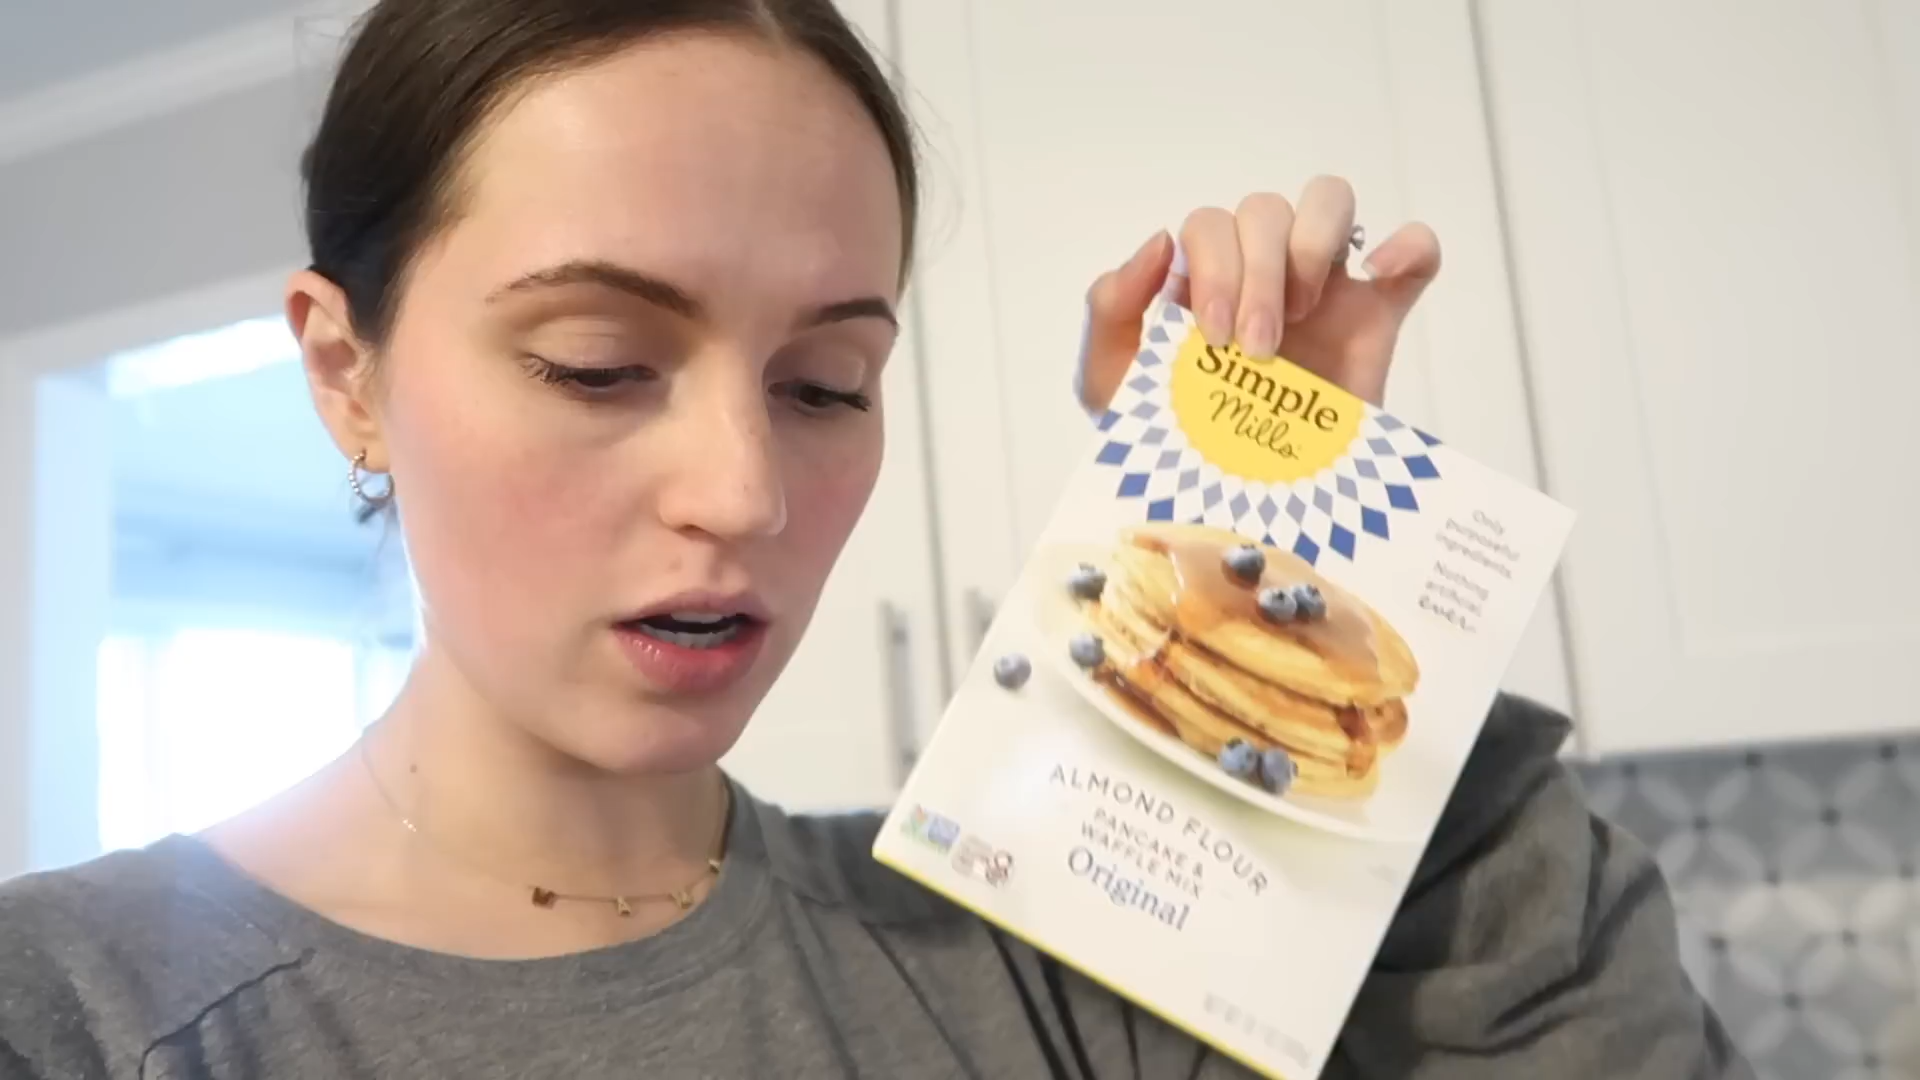 Simple
Mills
Only
purposeful
ingredients.
Nothing
artificial,
ever.
ALMOND FLOUR
PANCAKE &
WAFFLE MIX
Original